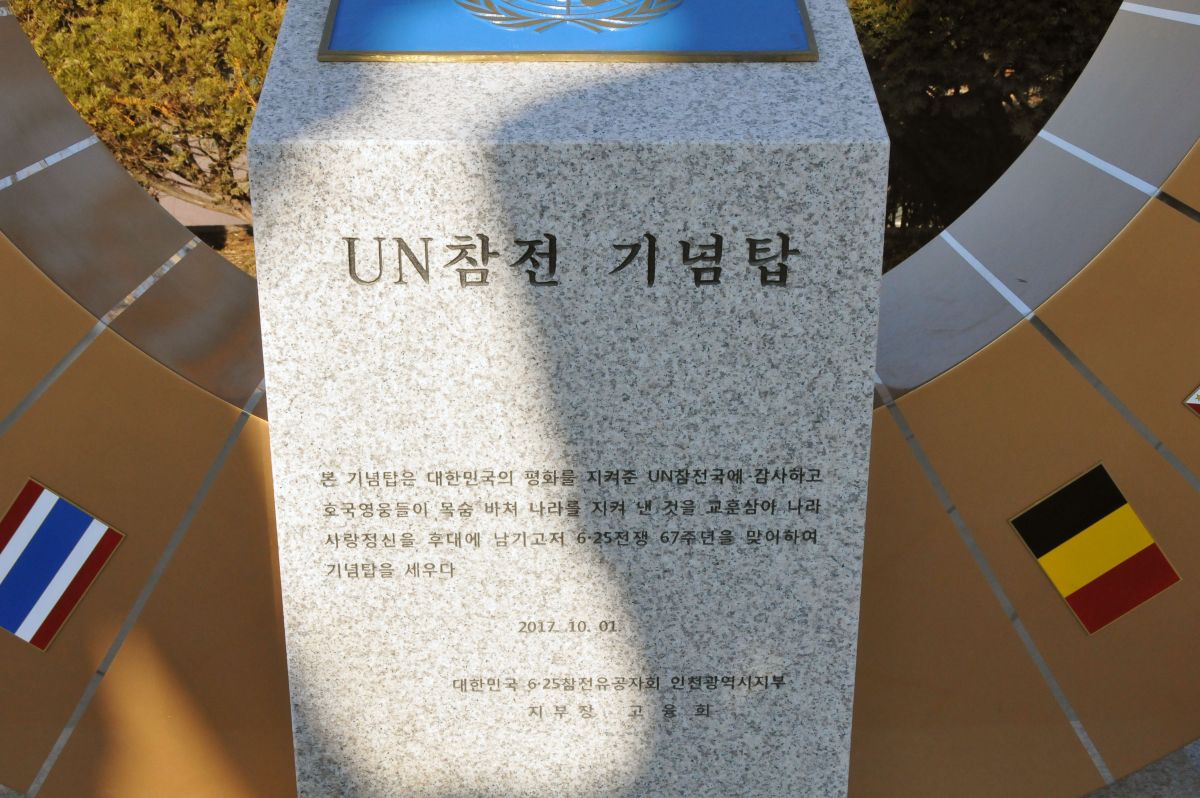 UN참전 기념탑
본 기념탑은 대한민국의 평화를 지켜준 UN참전국에 감사하고
호국영웅들이 목숨 바쳐 나라를 지켜 낸 것을 교훈삼아 나라
사랑정신을 후대에 남기고저 6·25전쟁 67주년을 맞이하여
기념탑을 세우다
2017. 10. 01
대한민국 6·25참전유공자회 인천광역시지부
지부장 고용희